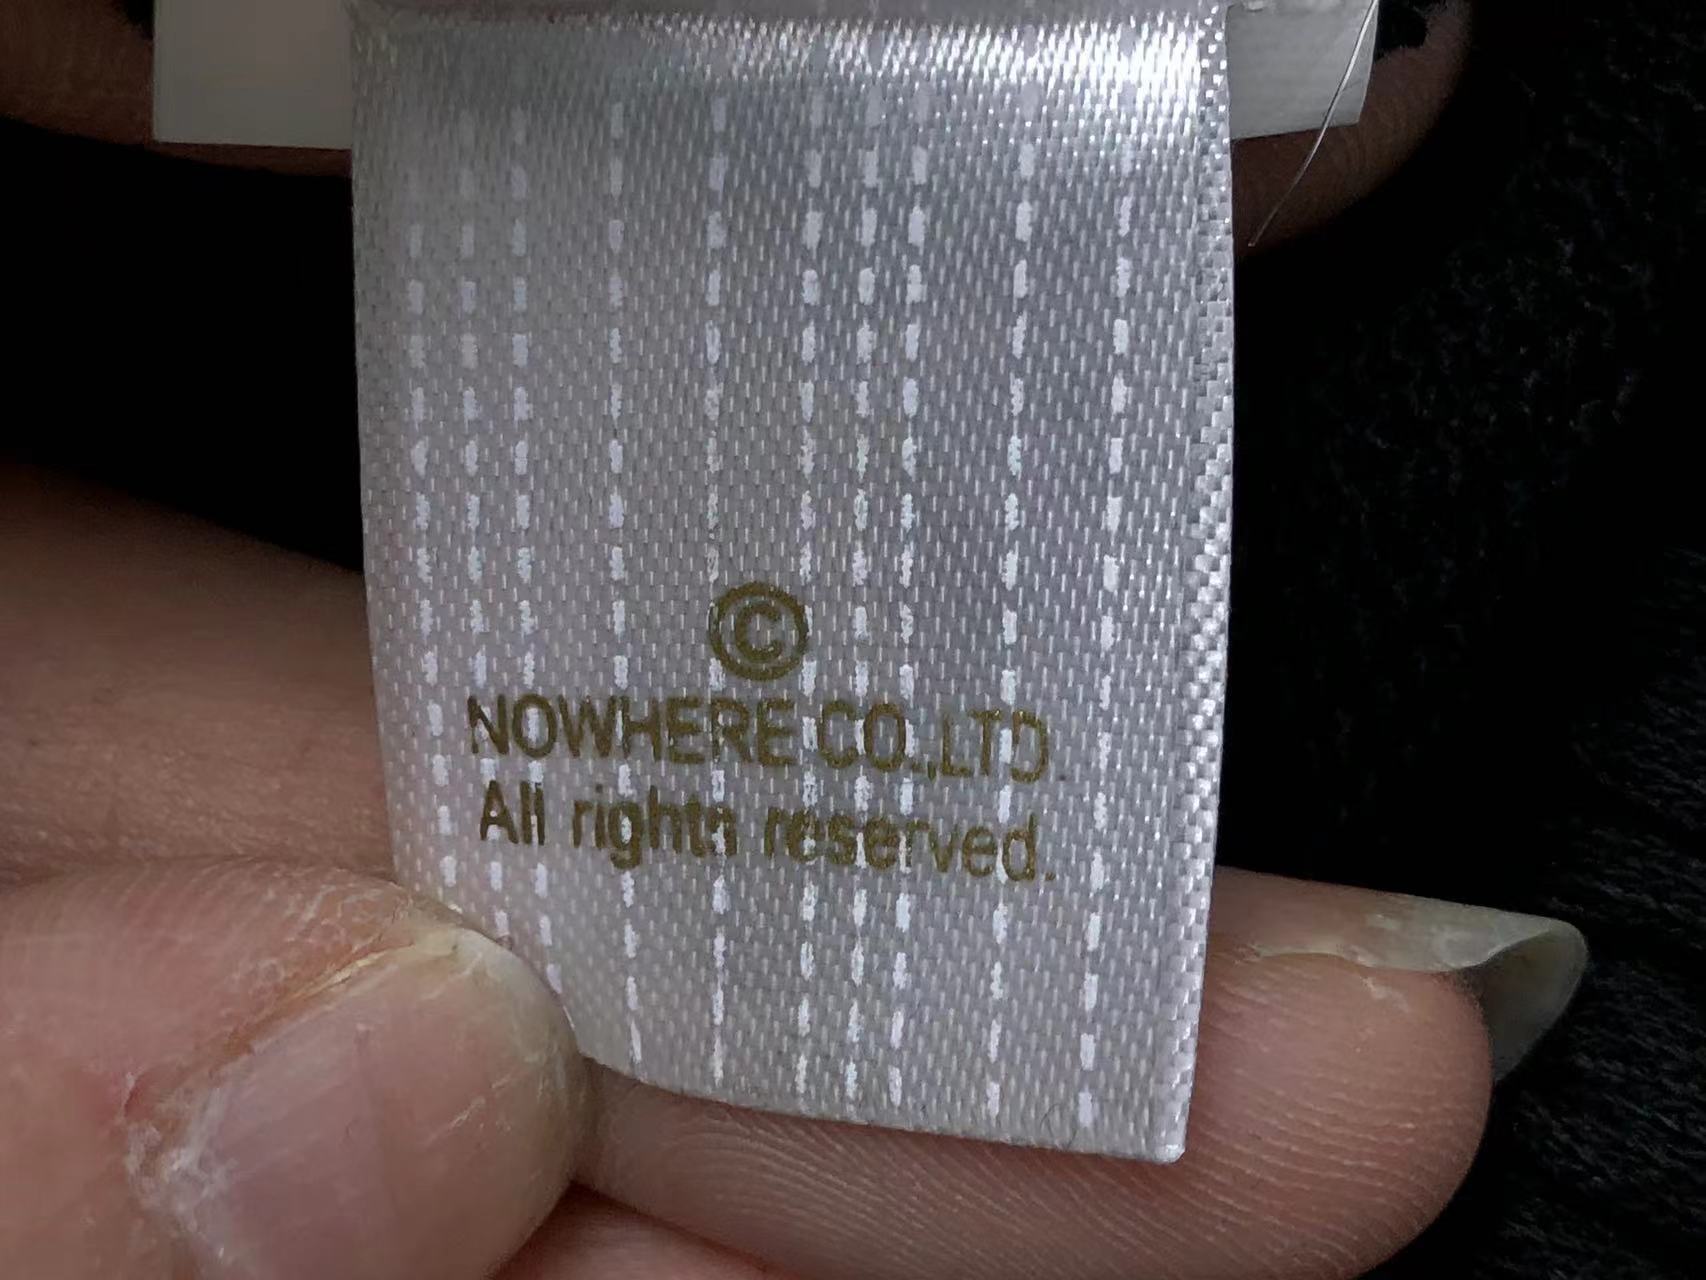 ©
NOWHERE CO.,LTD.
All rights reserved.